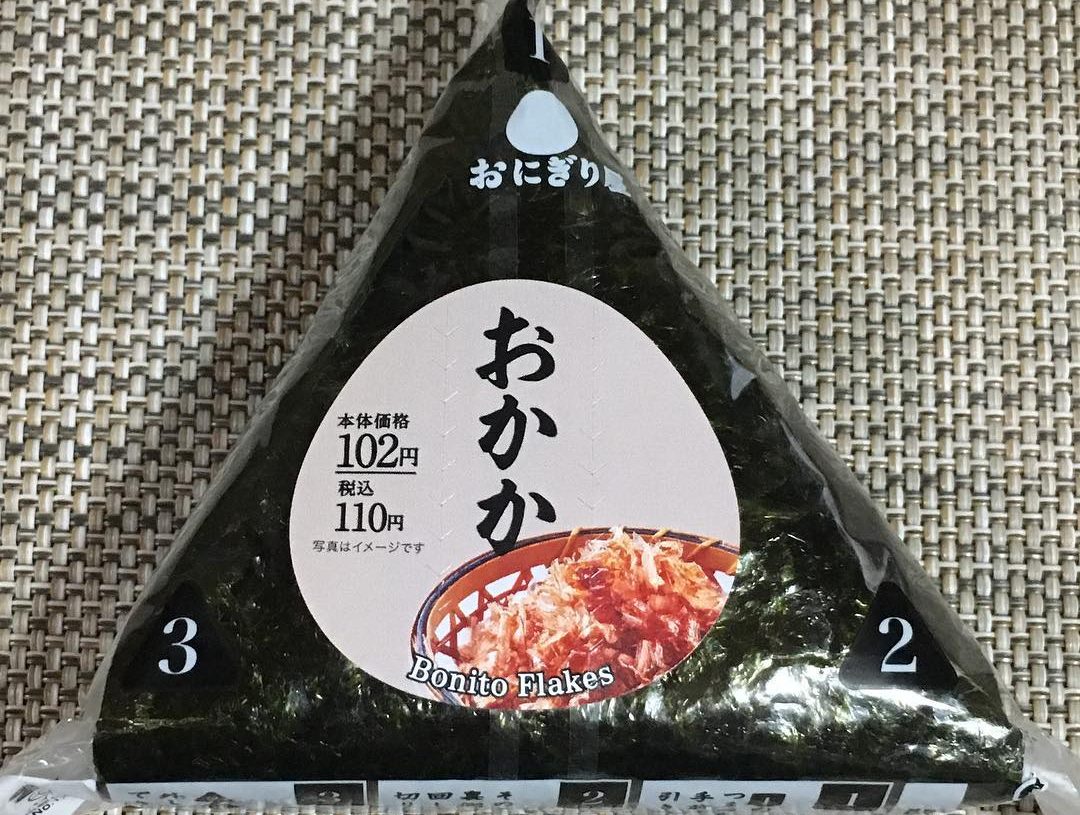 1
おにぎり
おかか
本体価格
102円
税込
110円
写真はイメージです
Bonito Flakes
3
2
3
2
1